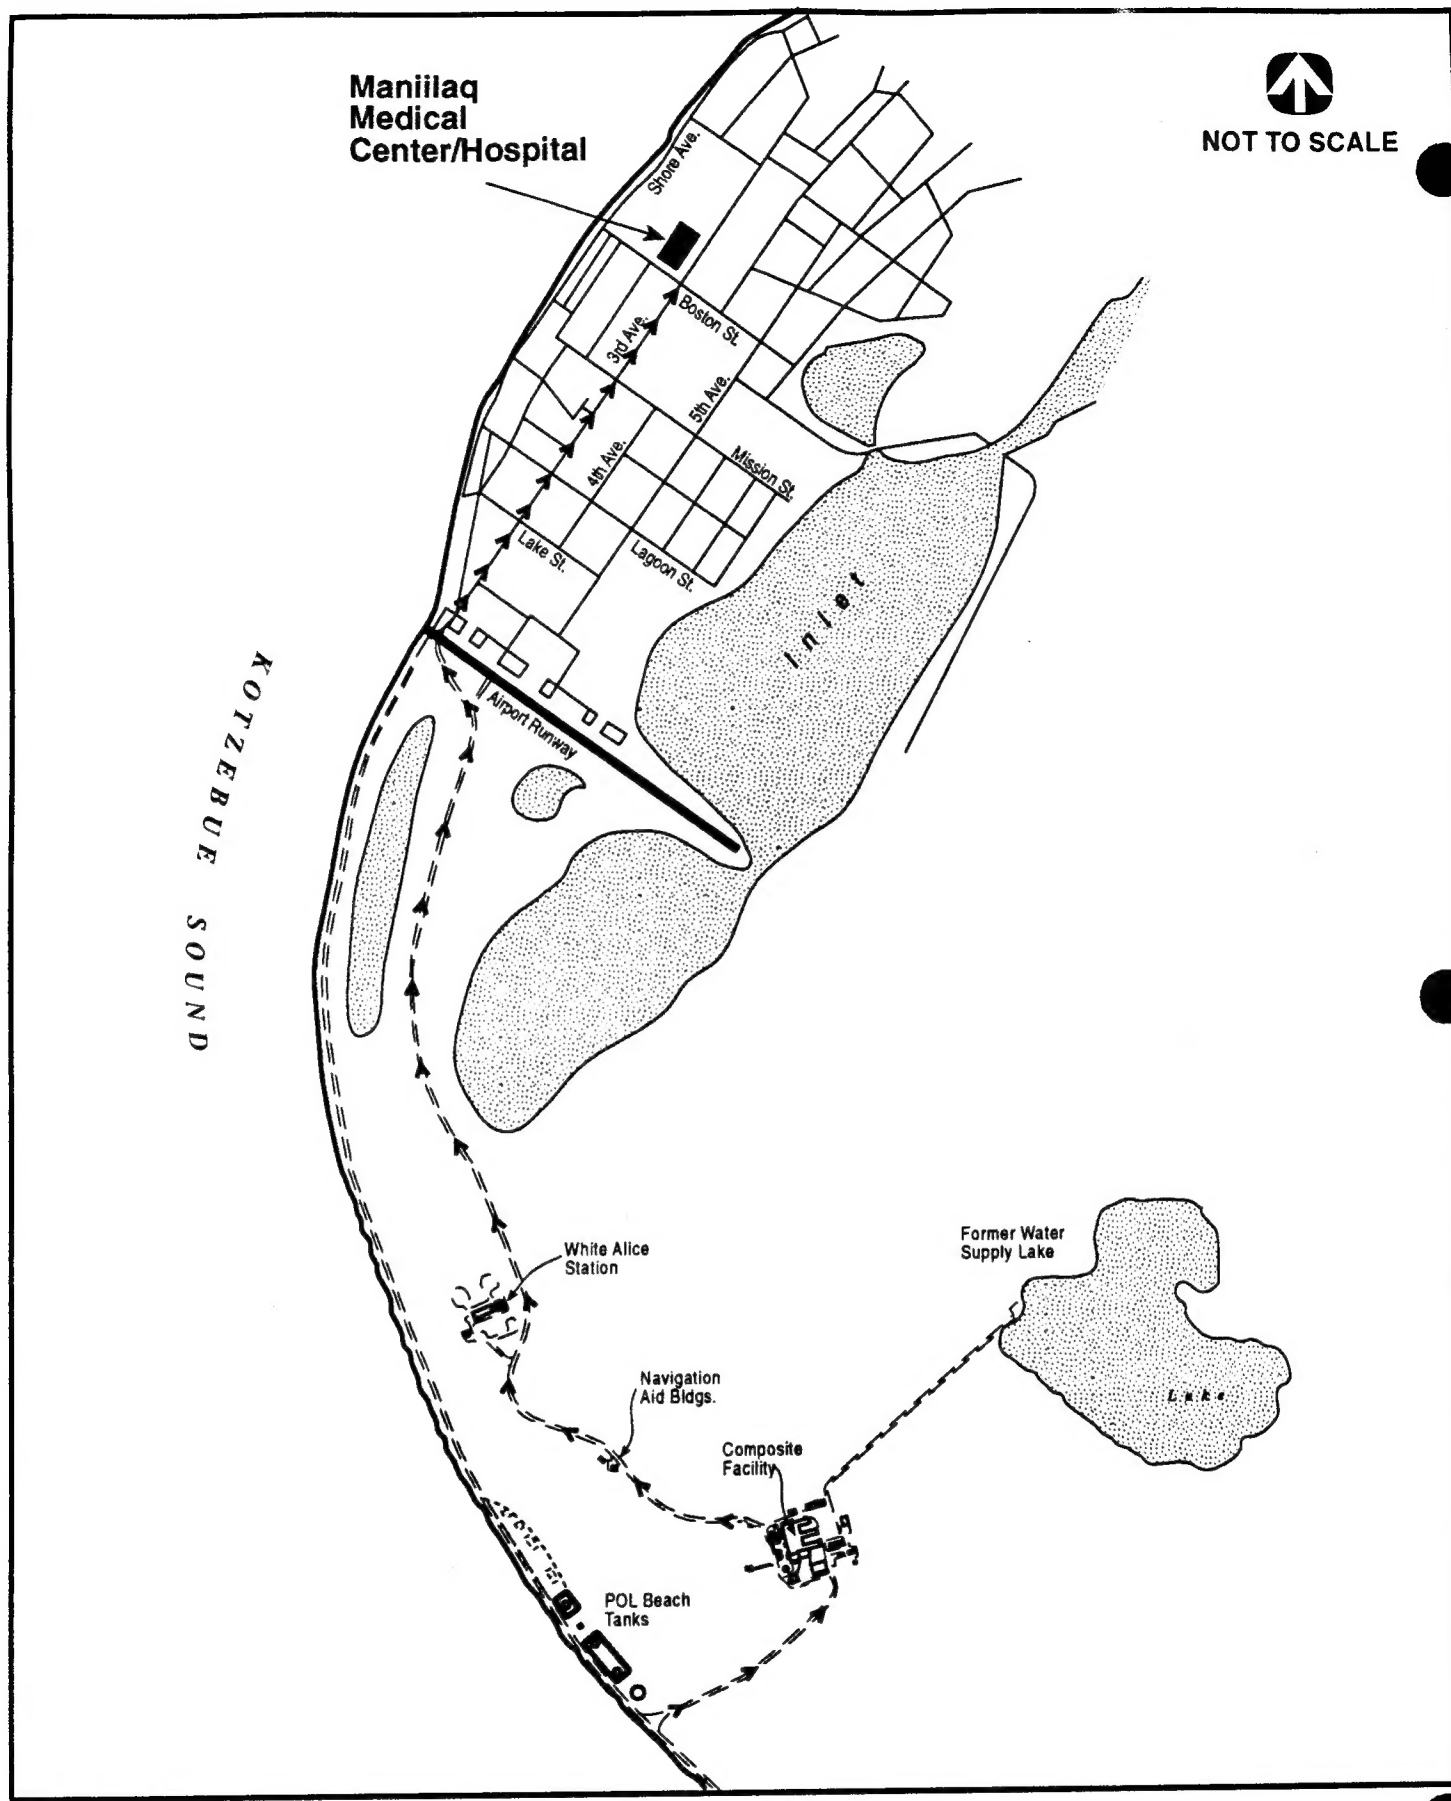 Maniilaq
Medical
Center/Hospital
NOT TO SCALE
Shore Ave.
Boston St.
3rd Ave.
5th Ave.
4th Ave.
Mission St.
Lake St.
Lagoon St.
Inlet
Airport Runway
KOTZEBUE SOUND
White Alice
Station
Former Water
Supply Lake
Lake
Navigation
Aid Bldgs.
Composite
Facility
POL Beach
Tanks